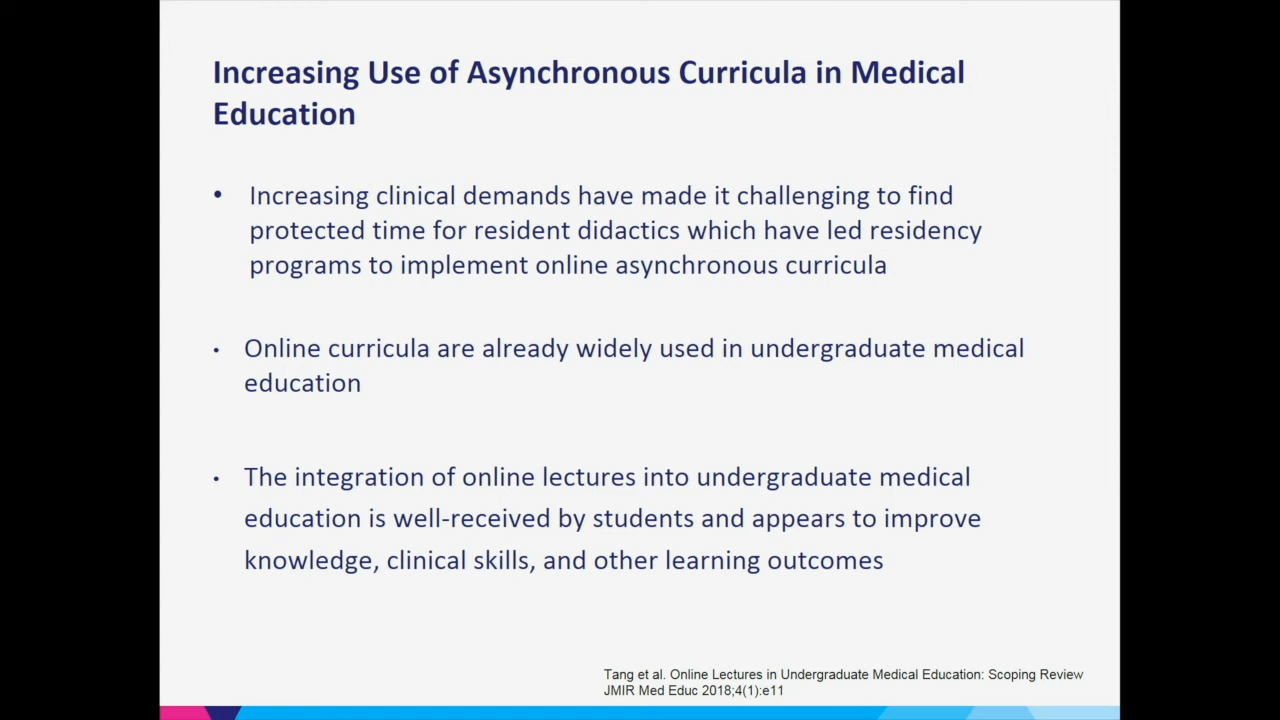 Increasing Use of Asynchronous Curricula in Medical
Education
• Increasing clinical demands have made it challenging to find
protected time for resident didactics which have led residency
programs to implement online asynchronous curricula
• Online curricula are already widely used in undergraduate medical
education
• The integration of online lectures into undergraduate medical
education is well-received by students and appears to improve
knowledge, clinical skills, and other learning outcomes
Tang et al. Online Lectures in Undergraduate Medical Education: Scoping Review
JMIR Med Educ 2018;4(1):e11